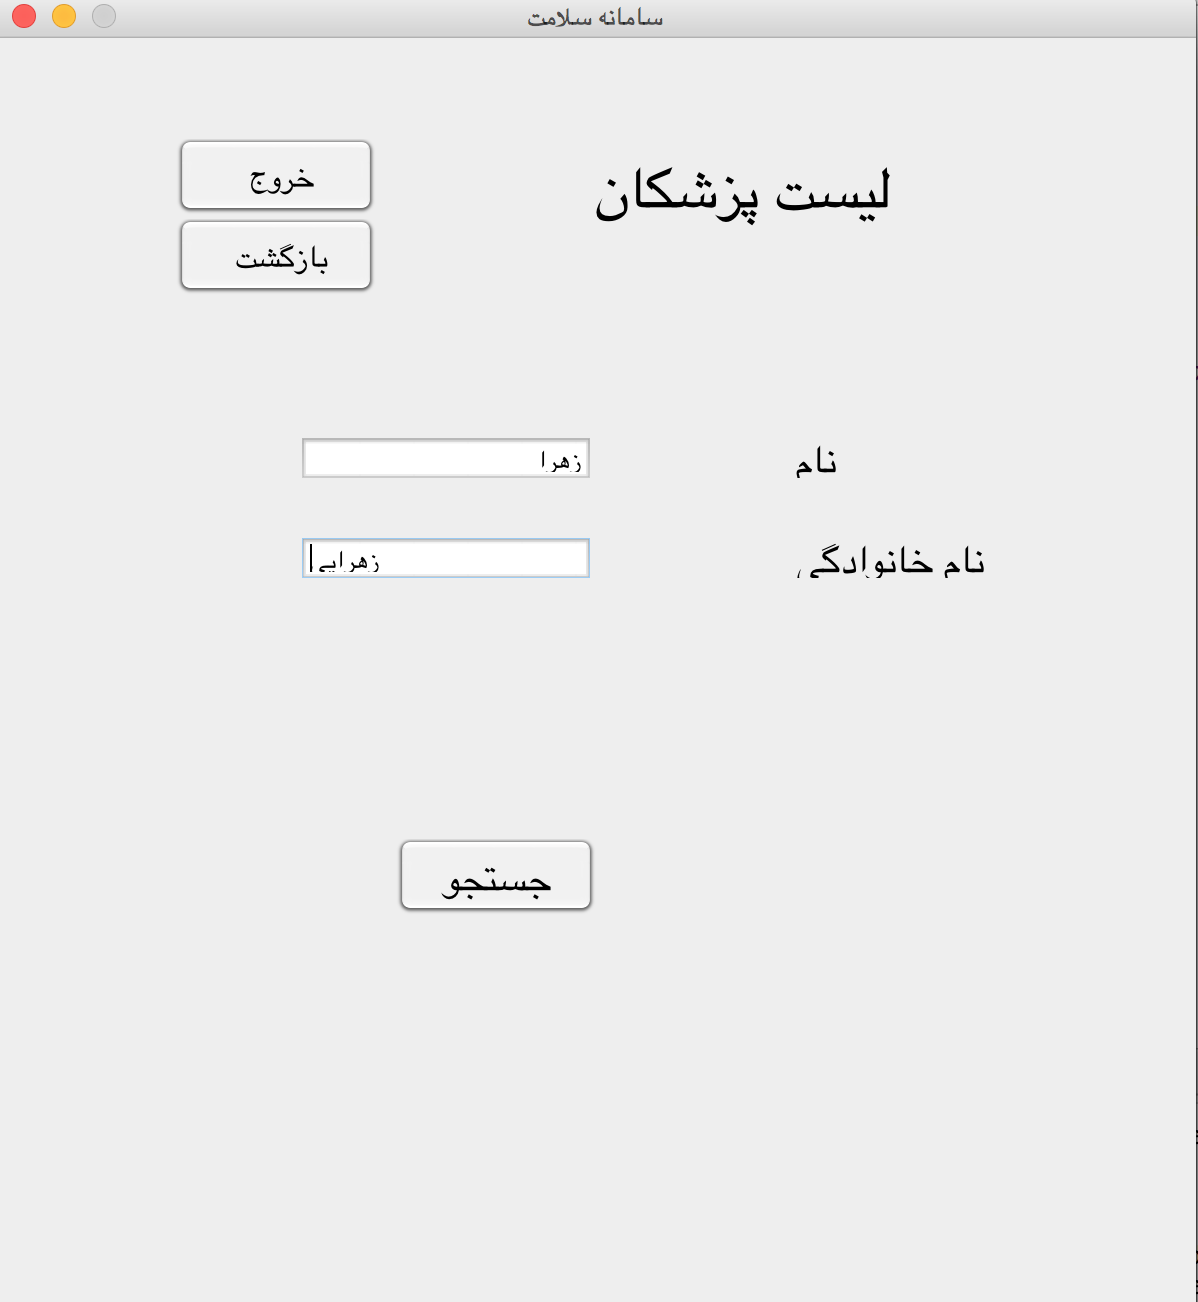 سامانه سلامت
لیست پزشکان
خروج
بازگشت
نام
زهرا
نام خانوادگی
زهرایی
جستجو